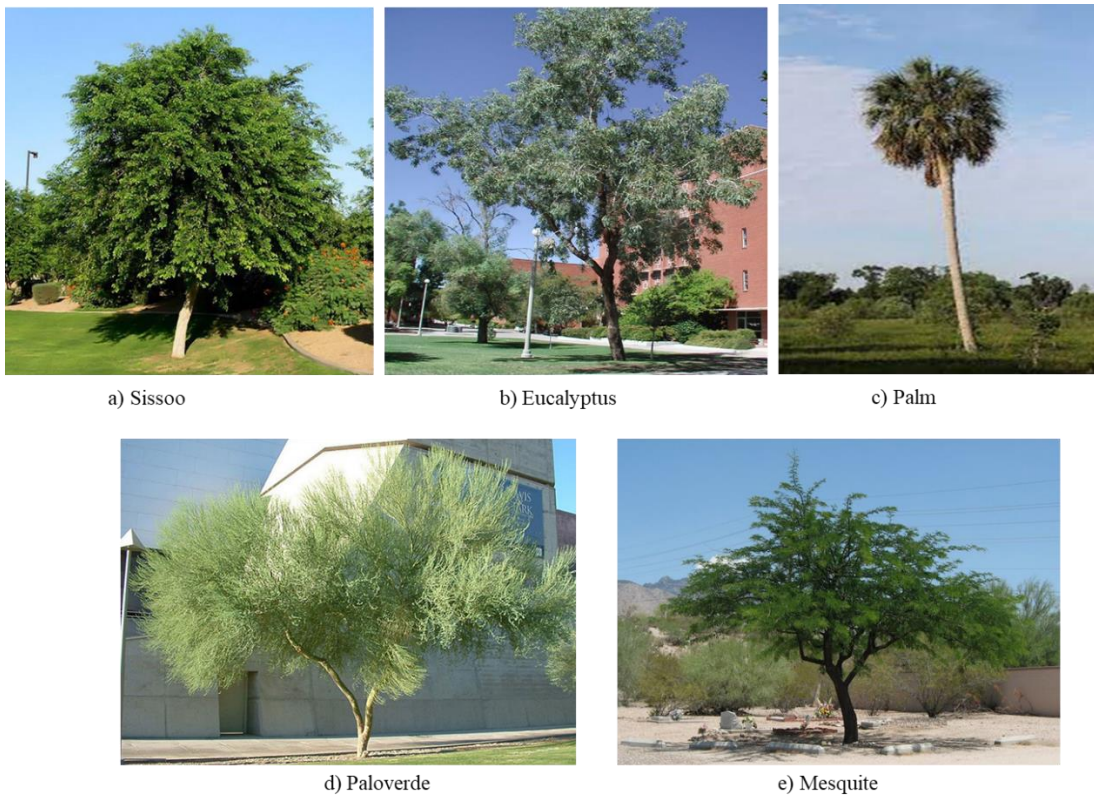 a) Sissoo
b) Eucalyptus
c) Palm
d) Paloverde
e) Mesquite